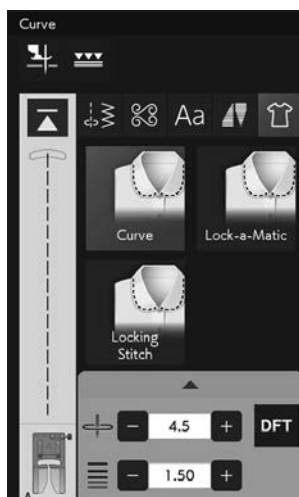 Curve
Aa
Curve
Lock-a-Matic
Locking
Stitch
4.5
DFT
1.50
A